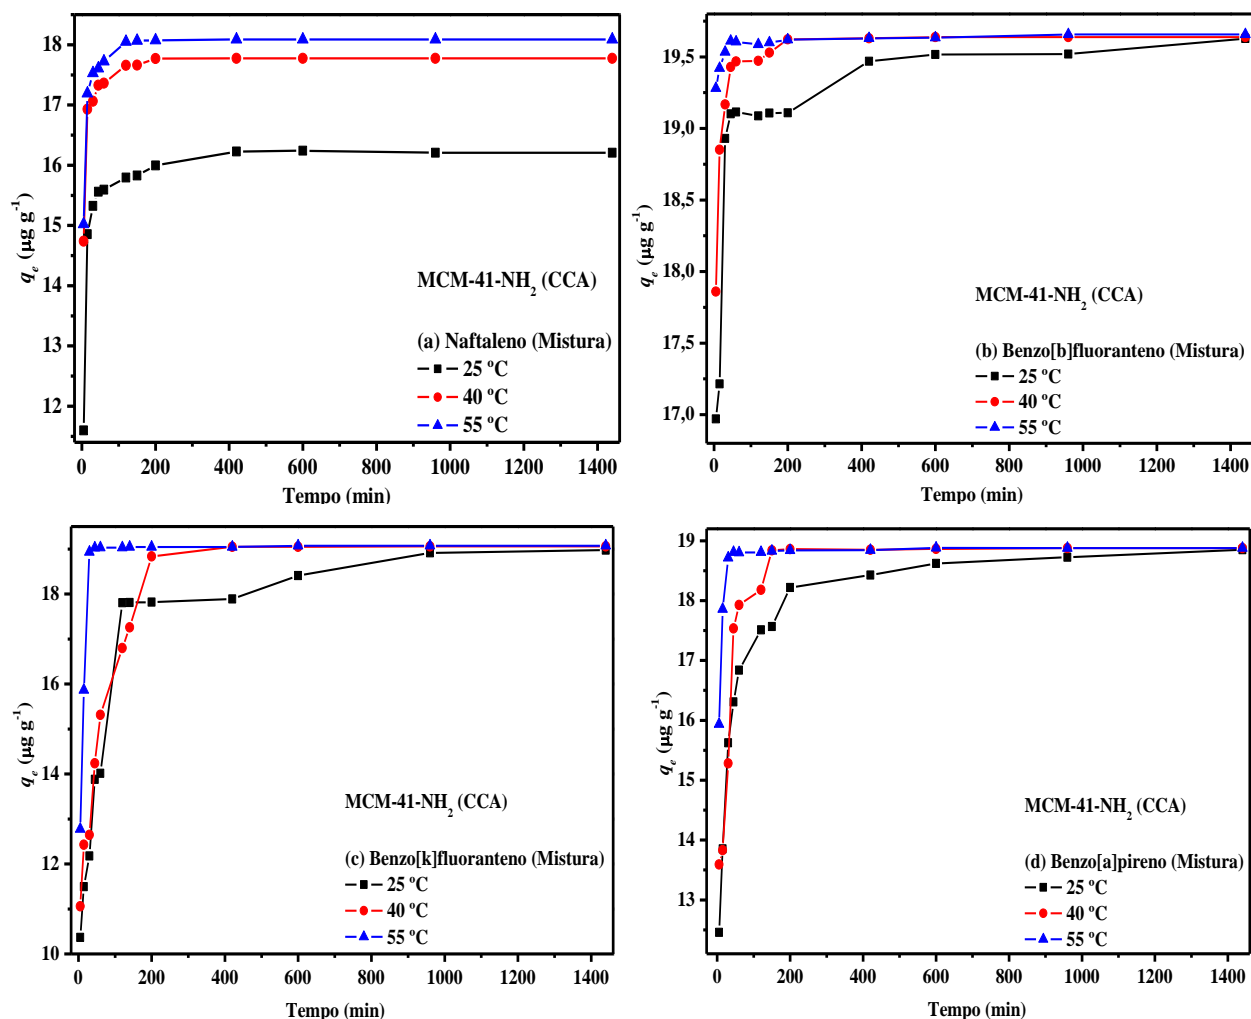 18
17
16
15
14
13
12
q_e (µg g⁻¹)
MCM-41-NH₂ (CCA)
(a) Naftaleno (Mistura)
25 ºC
40 ºC
55 ºC
0 200 400 600 800 1000 1200 1400
Tempo (min)
19,5
19,0
18,5
18,0
17,5
17,0
q_e (µg g⁻¹)
MCM-41-NH₂ (CCA)
(b) Benzo[b]fluoranteno (Mistura)
25 ºC
40 ºC
55 ºC
0 200 400 600 800 1000 1200 1400
Tempo (min)
18
16
14
12
10
q_e (µg g⁻¹)
MCM-41-NH₂ (CCA)
(c) Benzo[k]fluoranteno (Mistura)
25 ºC
40 ºC
55 ºC
0 200 400 600 800 1000 1200 1400
Tempo (min)
19
18
17
16
15
14
13
q_e (µg g⁻¹)
MCM-41-NH₂ (CCA)
(d) Benzo[a]pireno (Mistura)
25 ºC
40 ºC
55 ºC
0 200 400 600 800 1000 1200 1400
Tempo (min)